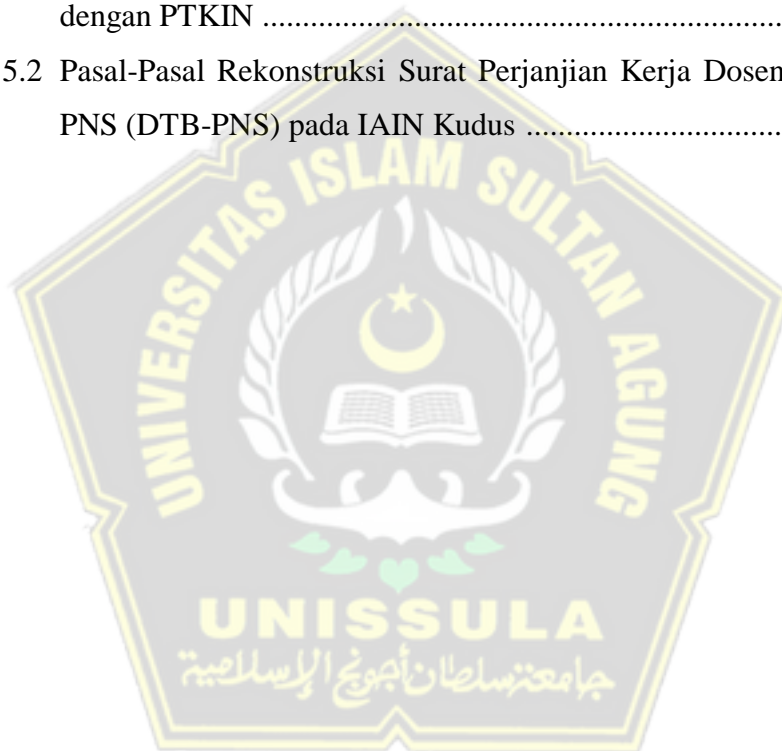 dengan PTKIN ....................................................................
5.2 Pasal-Pasal Rekonstruksi Surat Perjanjian Kerja Dosen
PNS (DTB-PNS) pada IAIN Kudus .................................
UNIVERSITAS ISLAM SULTAN AGUNG
UNISSULA
جامعة سلطان أجونج الإسلامية